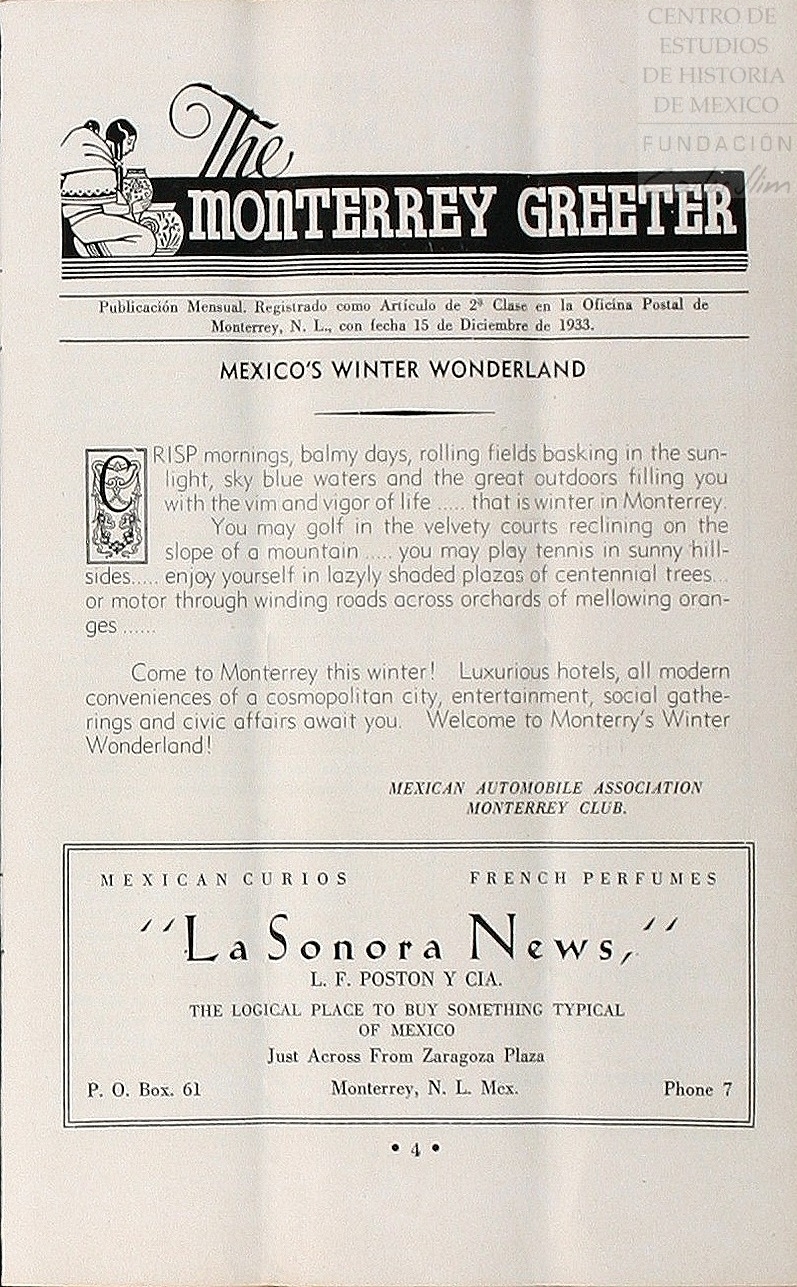 CENTRO DE
ESTUDIOS
DE HISTORIA
DE MEXICO
FUNDACIÓN
Carlos Slim
The
MONTERREY GREETER
Publicación Mensual. Registrado como Artículo de 2ª Clase en la Oficina Postal de
Monterrey, N. L., con fecha 15 de Diciembre de 1933.
MEXICO'S WINTER WONDERLAND
CRISP mornings, balmy days, rolling fields basking in the sun-
light, sky blue waters and the great outdoors filling you
with the vim and vigor of life ..... that is winter in Monterrey.
You may golf in the velvety courts reclining on the
slope of a mountain ..... you may play tennis in sunny hill-
sides..... enjoy yourself in lazyly shaded plazas of centennial trees...
or motor through winding roads across orchards of mellowing oran-
ges ......
Come to Monterrey this winter! Luxurious hotels, all modern
conveniences of a cosmopolitan city, entertainment, social gathe-
rings and civic affairs await you. Welcome to Monterry's Winter
Wonderland!
MEXICAN AUTOMOBILE ASSOCIATION
MONTERREY CLUB.
MEXICAN CURIOS FRENCH PERFUMES
"La Sonora News,"
L. F. POSTON Y CIA.
THE LOGICAL PLACE TO BUY SOMETHING TYPICAL
OF MEXICO
Just Across From Zaragoza Plaza
P. O. Box. 61 Monterrey, N. L. Mex. Phone 7
• 4 •